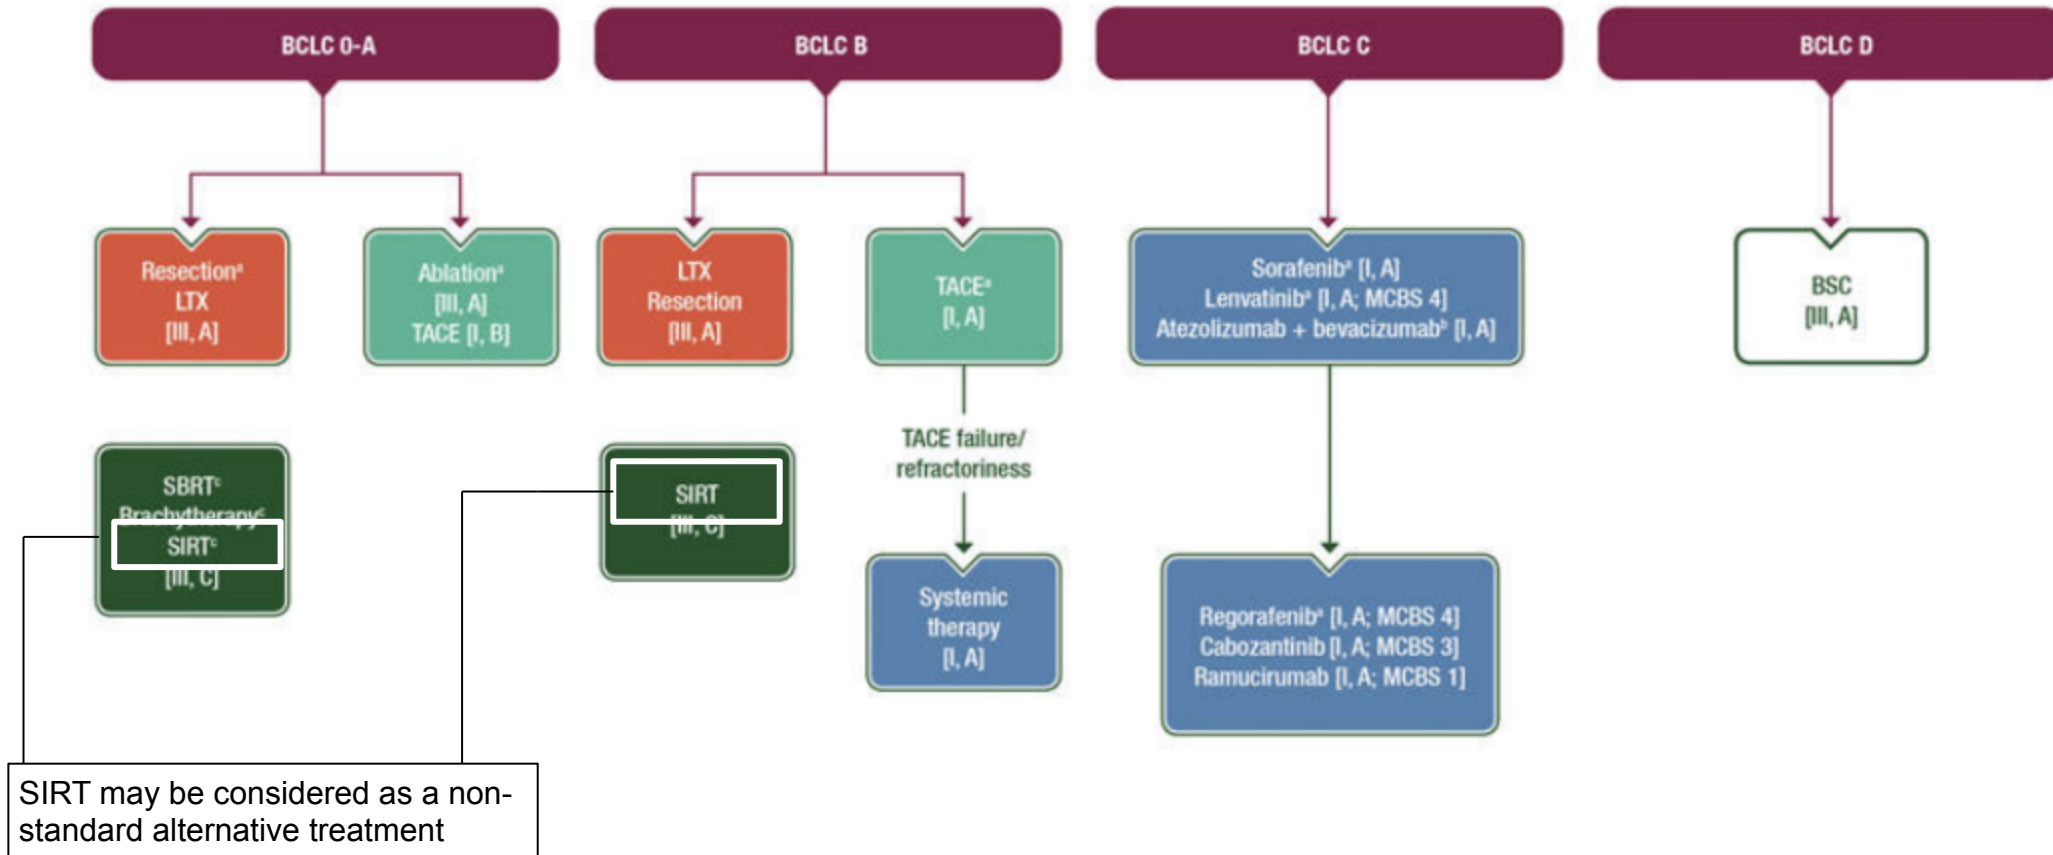 BCLC 0-A
BCLC B
BCLC C
BCLC D
Resectionᵃ
LTX
[III, A]
Ablationᵃ
[III, A]
TACE [I, B]
LTX
Resection
[III, A]
TACEᵃ
[I, A]
Sorafenibᵃ [I, A]
Lenvatinibᵃ [I, A; MCBS 4]
Atezolizumab + bevacizumabᵇ [I, A]
BSC
[III, A]
SBRTᶜ
Brachytherapyᶜ
SIRTᶜ
[III, C]
SIRT
[III, C]
TACE failure/
refractoriness
Systemic
therapy
[I, A]
Regorafenibᵃ [I, A; MCBS 4]
Cabozantinib [I, A; MCBS 3]
Ramucirumab [I, A; MCBS 1]
SIRT may be considered as a non-
standard alternative treatment